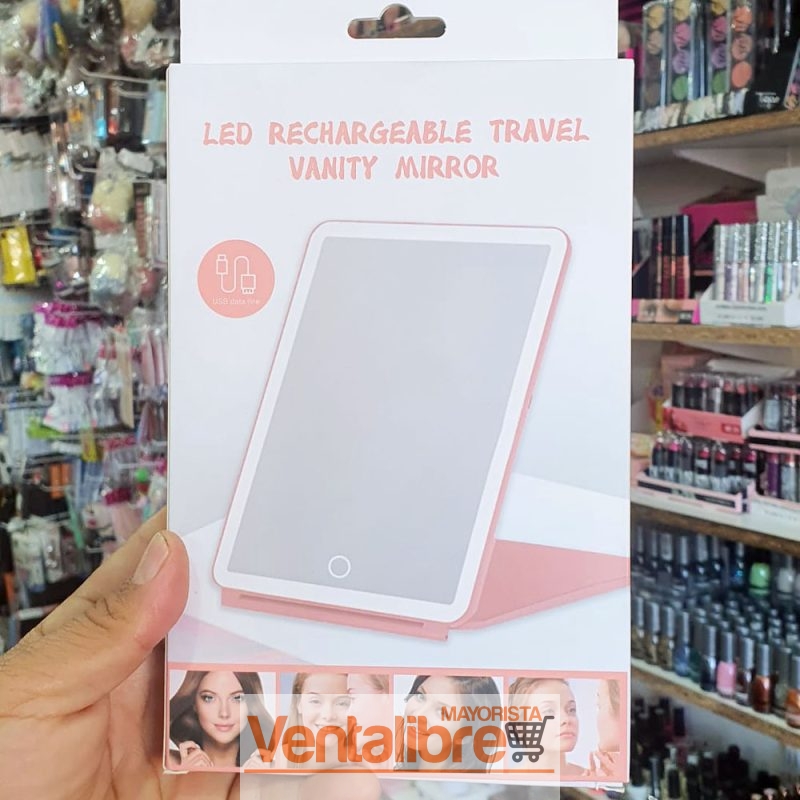 LED RECHARGEABLE TRAVEL
VANITY MIRROR
USB data line
MAYORISTA
Ventalibre